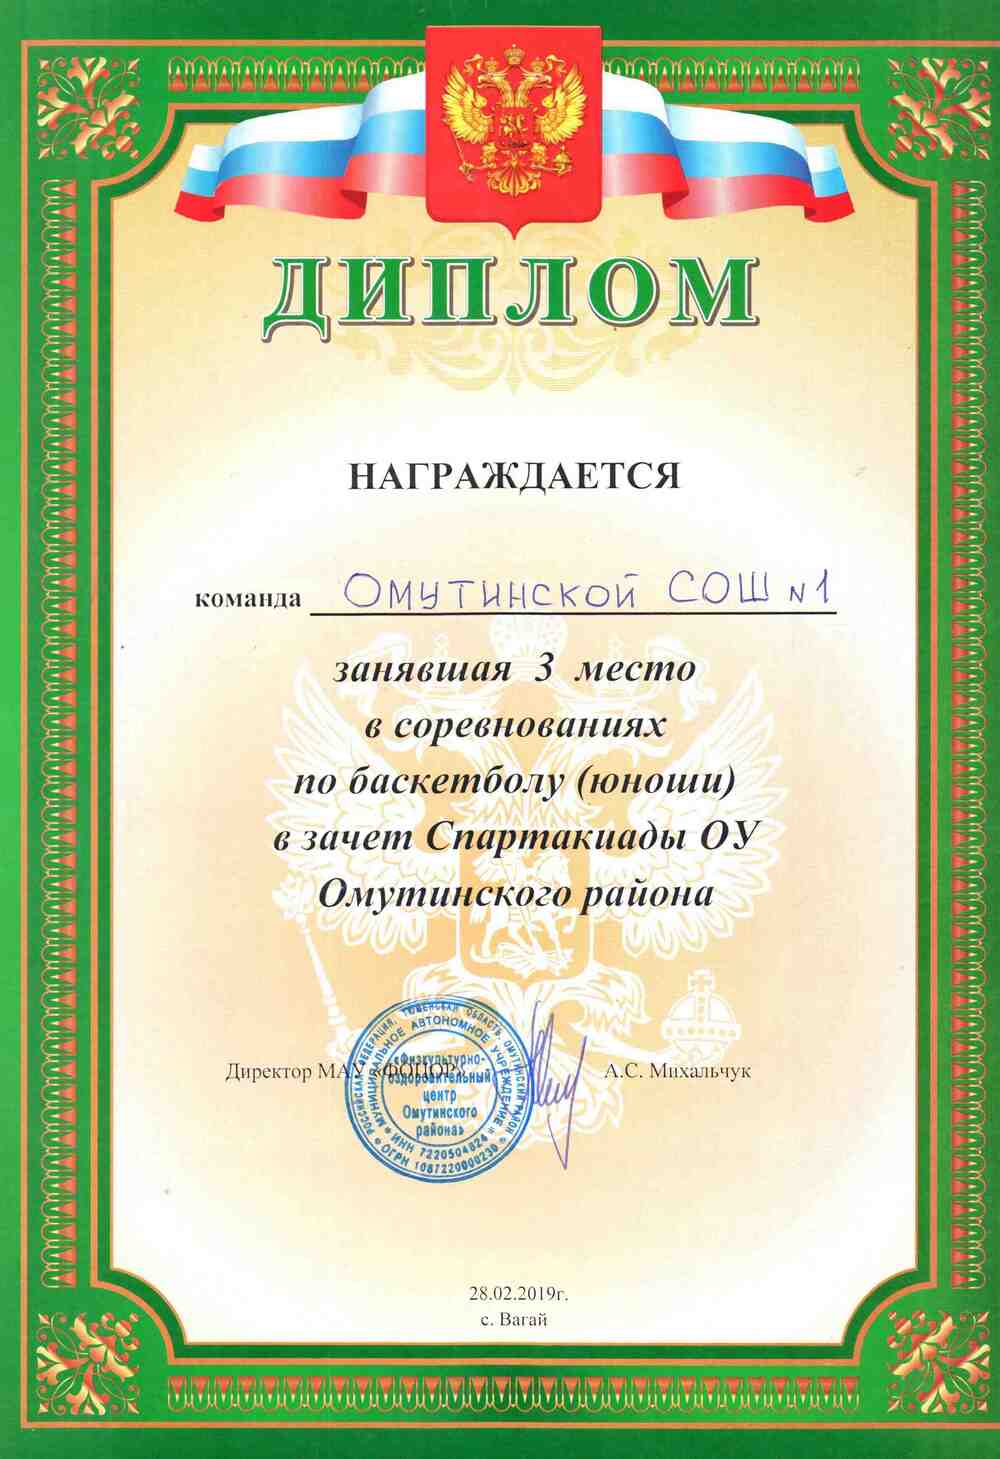 ДИПЛОМ
НАГРАЖДАЕТСЯ
команда ОМУТИНСКОЙ СОШ №1
занявшая 3 место
в соревнованиях
по баскетболу (юноши)
в зачет Спартакиады ОУ
Омутинского района
Директор МАУ «ФОЦОР» А.С. Михальчук
РОССИЙСКАЯ ФЕДЕРАЦИЯ, ТЮМЕНСКАЯ ОБЛАСТЬ, ОМУТИНСКИЙ РАЙОН
МУНИЦИПАЛЬНОЕ АВТОНОМНОЕ УЧРЕЖДЕНИЕ
«Физкультурно-
оздоровительный
центр
Омутинского
района»
ИНН 7220504824
ОГРН 1087220000230
28.02.2019г.
с. Вагай